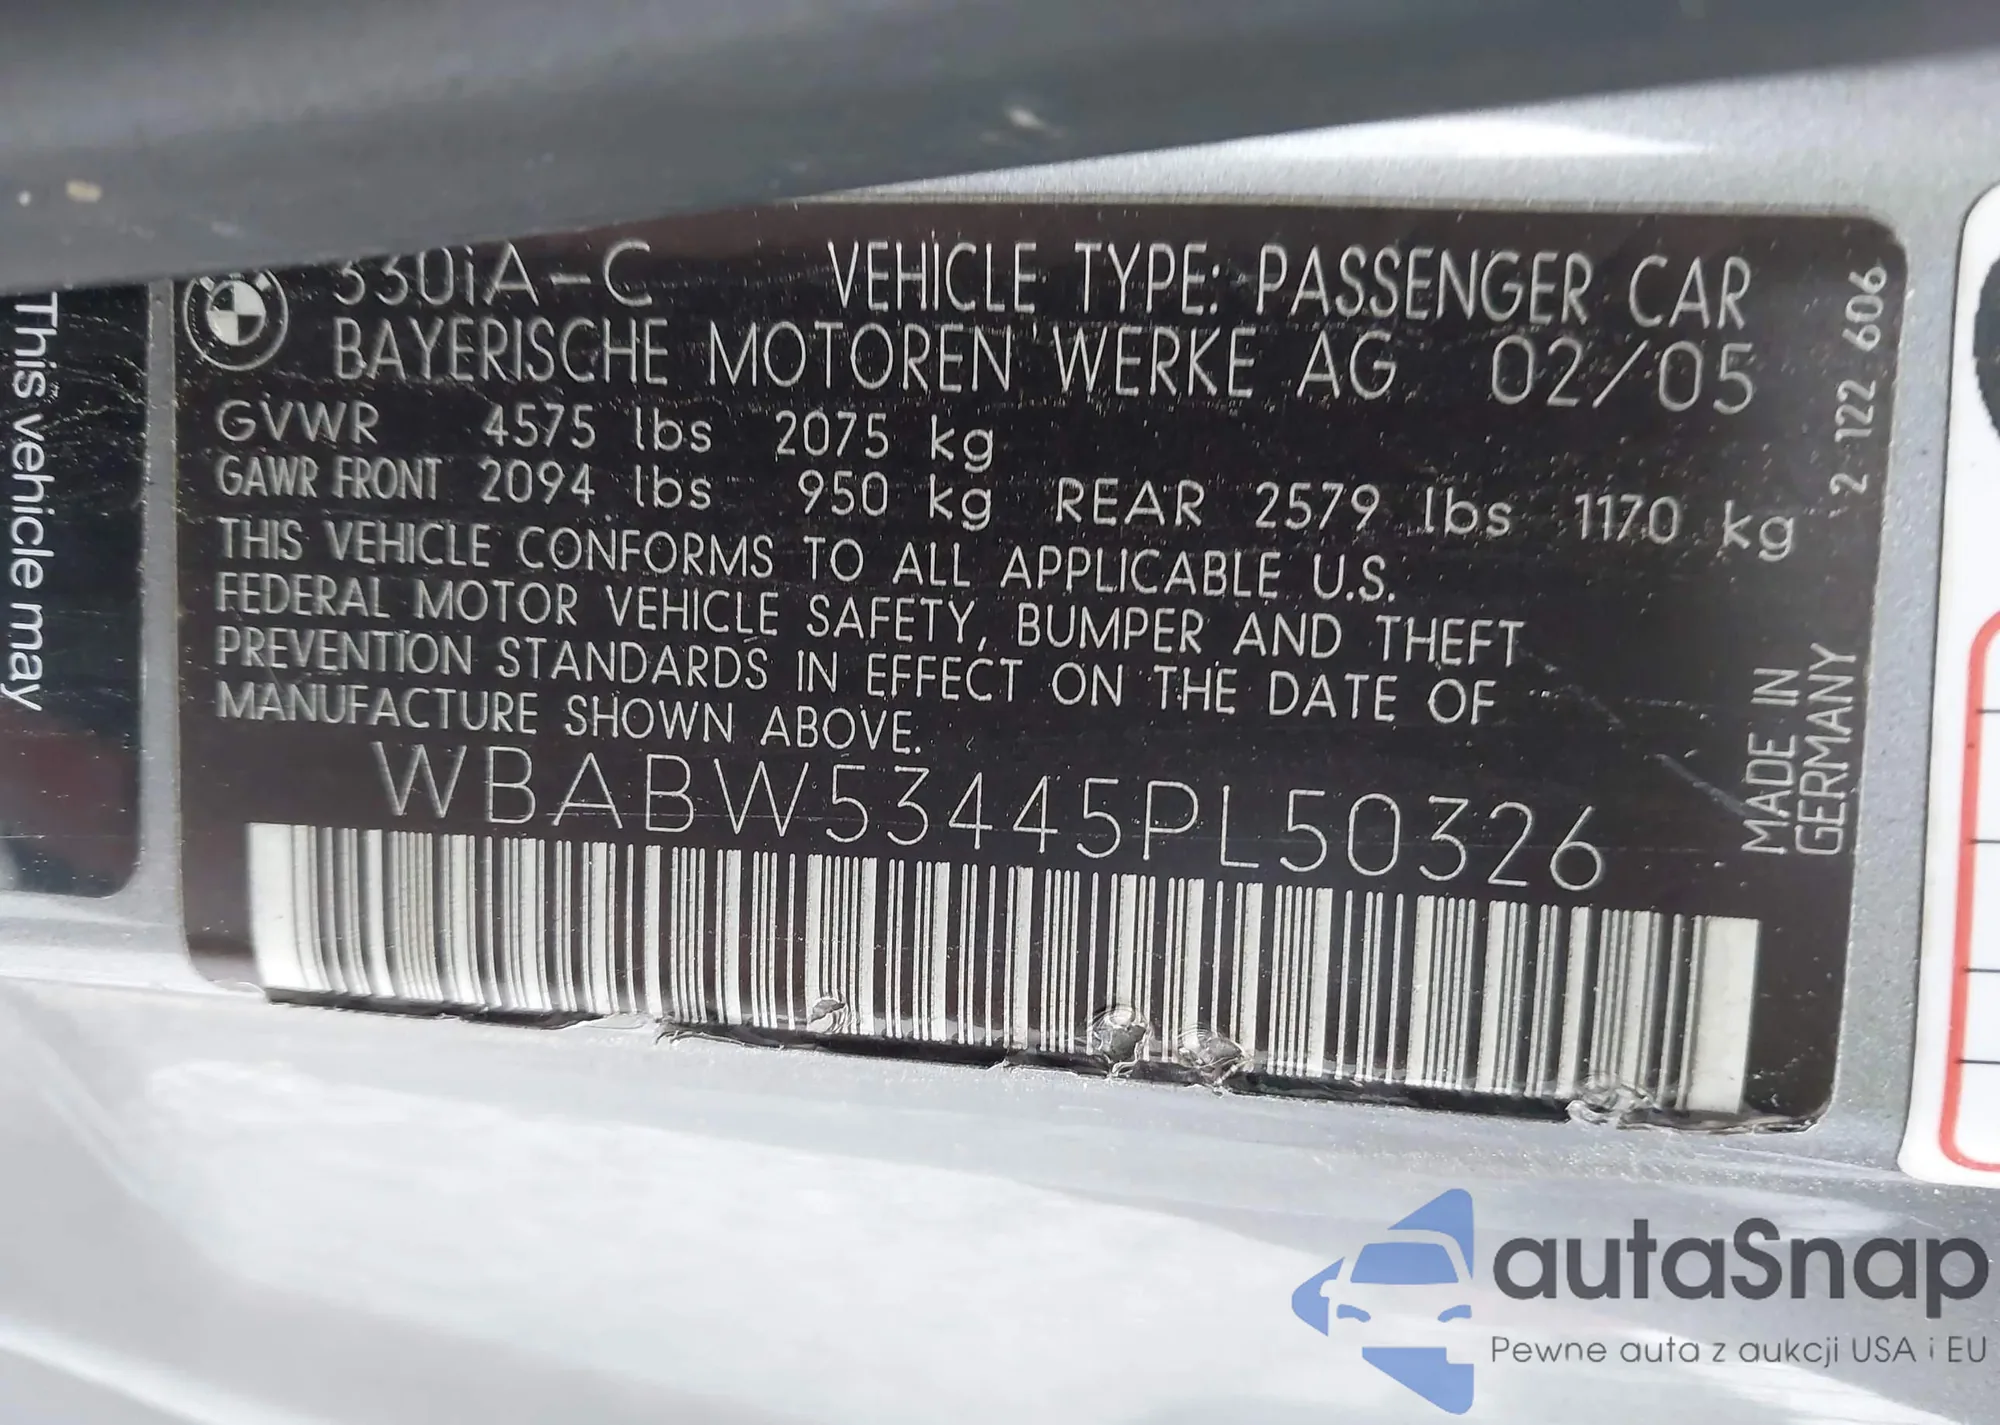 This vehicle may
330iA-C VEHICLE TYPE: PASSENGER CAR
BAYERISCHE MOTOREN WERKE AG 02/05
GVWR 4575 lbs 2075 kg
GAWR FRONT 2094 lbs 950 kg REAR 2579 lbs 1170 kg
THIS VEHICLE CONFORMS TO ALL APPLICABLE U.S.
FEDERAL MOTOR VEHICLE SAFETY, BUMPER AND THEFT
PREVENTION STANDARDS IN EFFECT ON THE DATE OF
MANUFACTURE SHOWN ABOVE.
WBABW53445PL50326
2 122 606
MADE IN
GERMANY
autaSnap
Pewne auta z aukcji USA i EU